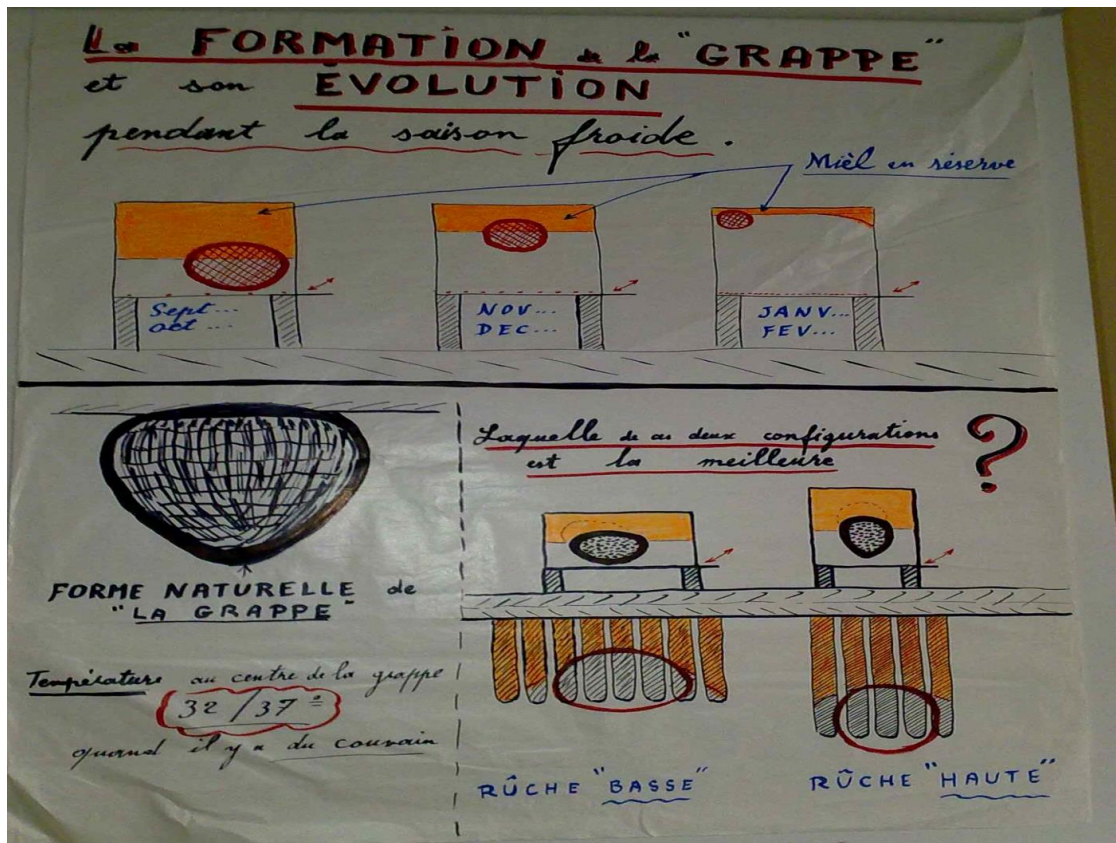 La FORMATION de la "GRAPPE"
et son ÉVOLUTION
pendant la saison froide.
Mièl en réserve
Sept...
oct...
NOV...
DEC...
JANV...
FEV...
Laquelle de ces deux configurations
est la meilleure
?
FORME NATURELLE de
"LA GRAPPE"
Température au centre de la grappe
32/37°
quand il y a du couvain
RÛCHE "BASSE"
RÛCHE "HAUTE"